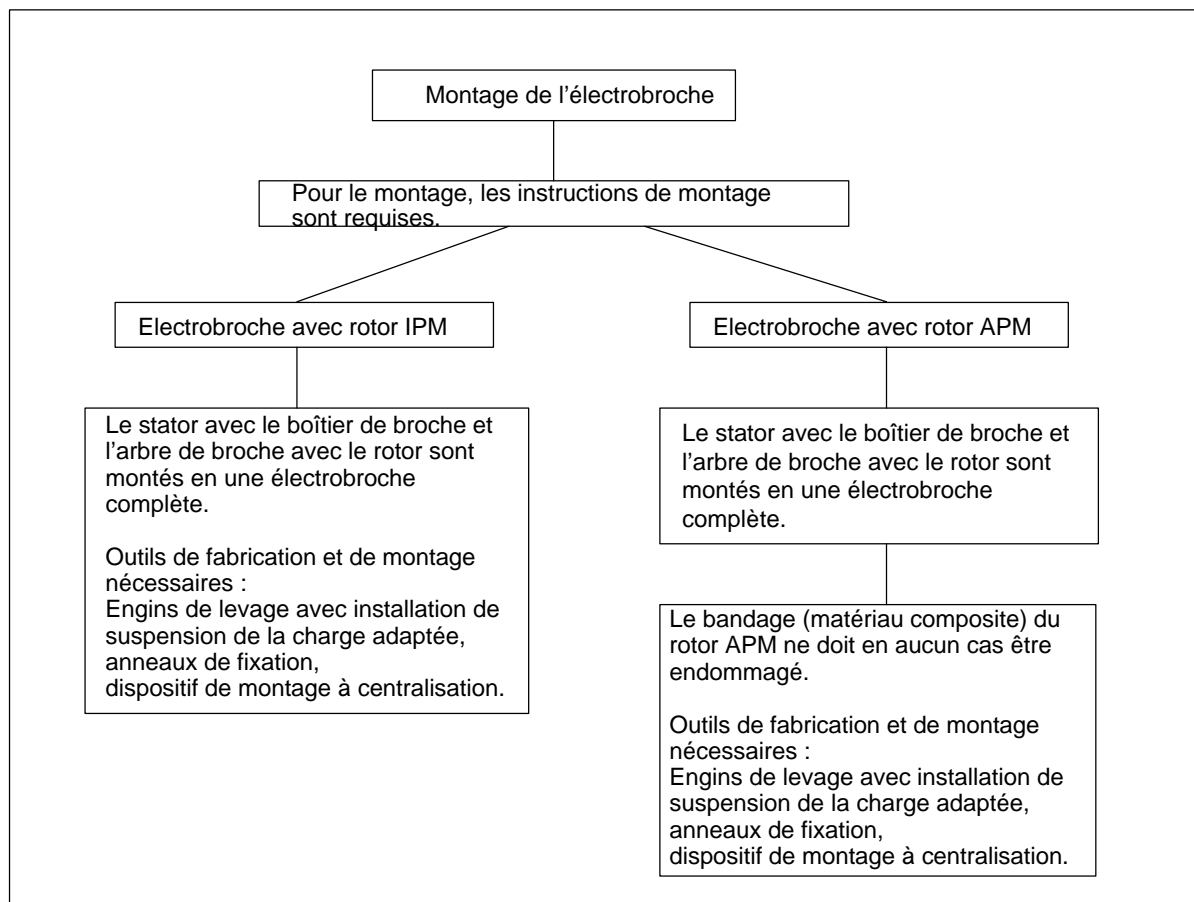 Montage de l'électrobroche
Pour le montage, les instructions de montage
sont requises.
Electrobroche avec rotor IPM
Electrobroche avec rotor APM
Le stator avec le boîtier de broche et
l'arbre de broche avec le rotor sont
montés en une électrobroche
complète.
Outils de fabrication et de montage
nécessaires :
Engins de levage avec installation de
suspension de la charge adaptée,
anneaux de fixation,
dispositif de montage à centralisation.
Le stator avec le boîtier de broche et
l'arbre de broche avec le rotor sont
montés en une électrobroche
complète.
Le bandage (matériau composite) du
rotor APM ne doit en aucun cas être
endommagé.
Outils de fabrication et de montage
nécessaires :
Engins de levage avec installation de
suspension de la charge adaptée,
anneaux de fixation,
dispositif de montage à centralisation.